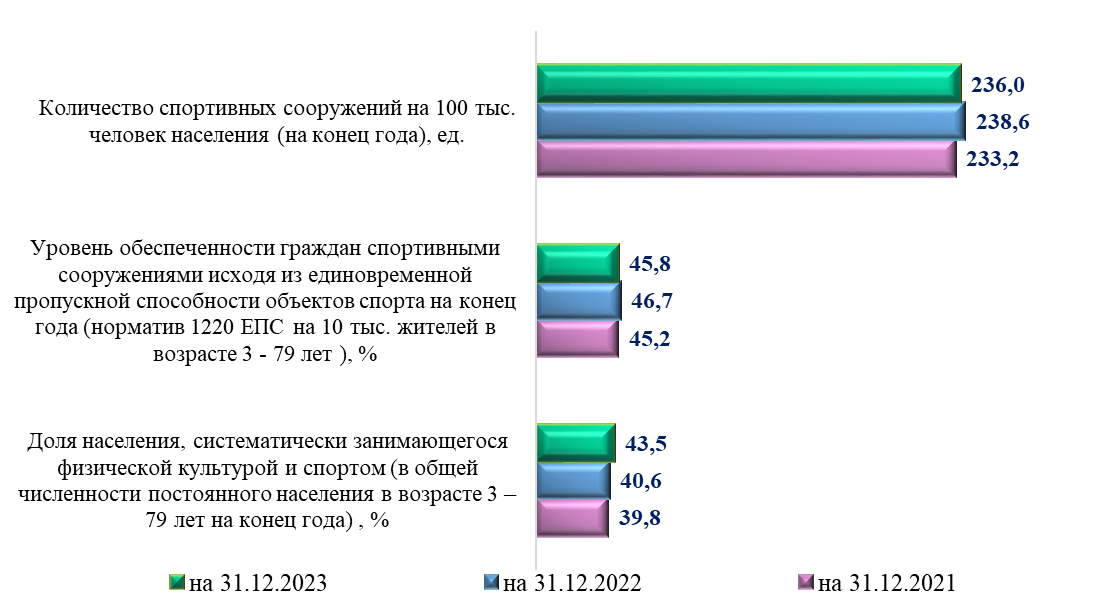 Количество спортивных сооружений на 100 тыс.
человек населения (на конец года), ед.
236,0
238,6
233,2
Уровень обеспеченности граждан спортивными
сооружениями исходя из единовременной
пропускной способности объектов спорта на конец
года (норматив 1220 ЕПС на 10 тыс. жителей в
возрасте 3 - 79 лет ), %
45,8
46,7
45,2
Доля населения, систематически занимающегося
физической культурой и спортом (в общей
численности постоянного населения в возрасте 3 –
79 лет на конец года) , %
43,5
40,6
39,8
на 31.12.2023 на 31.12.2022 на 31.12.2021